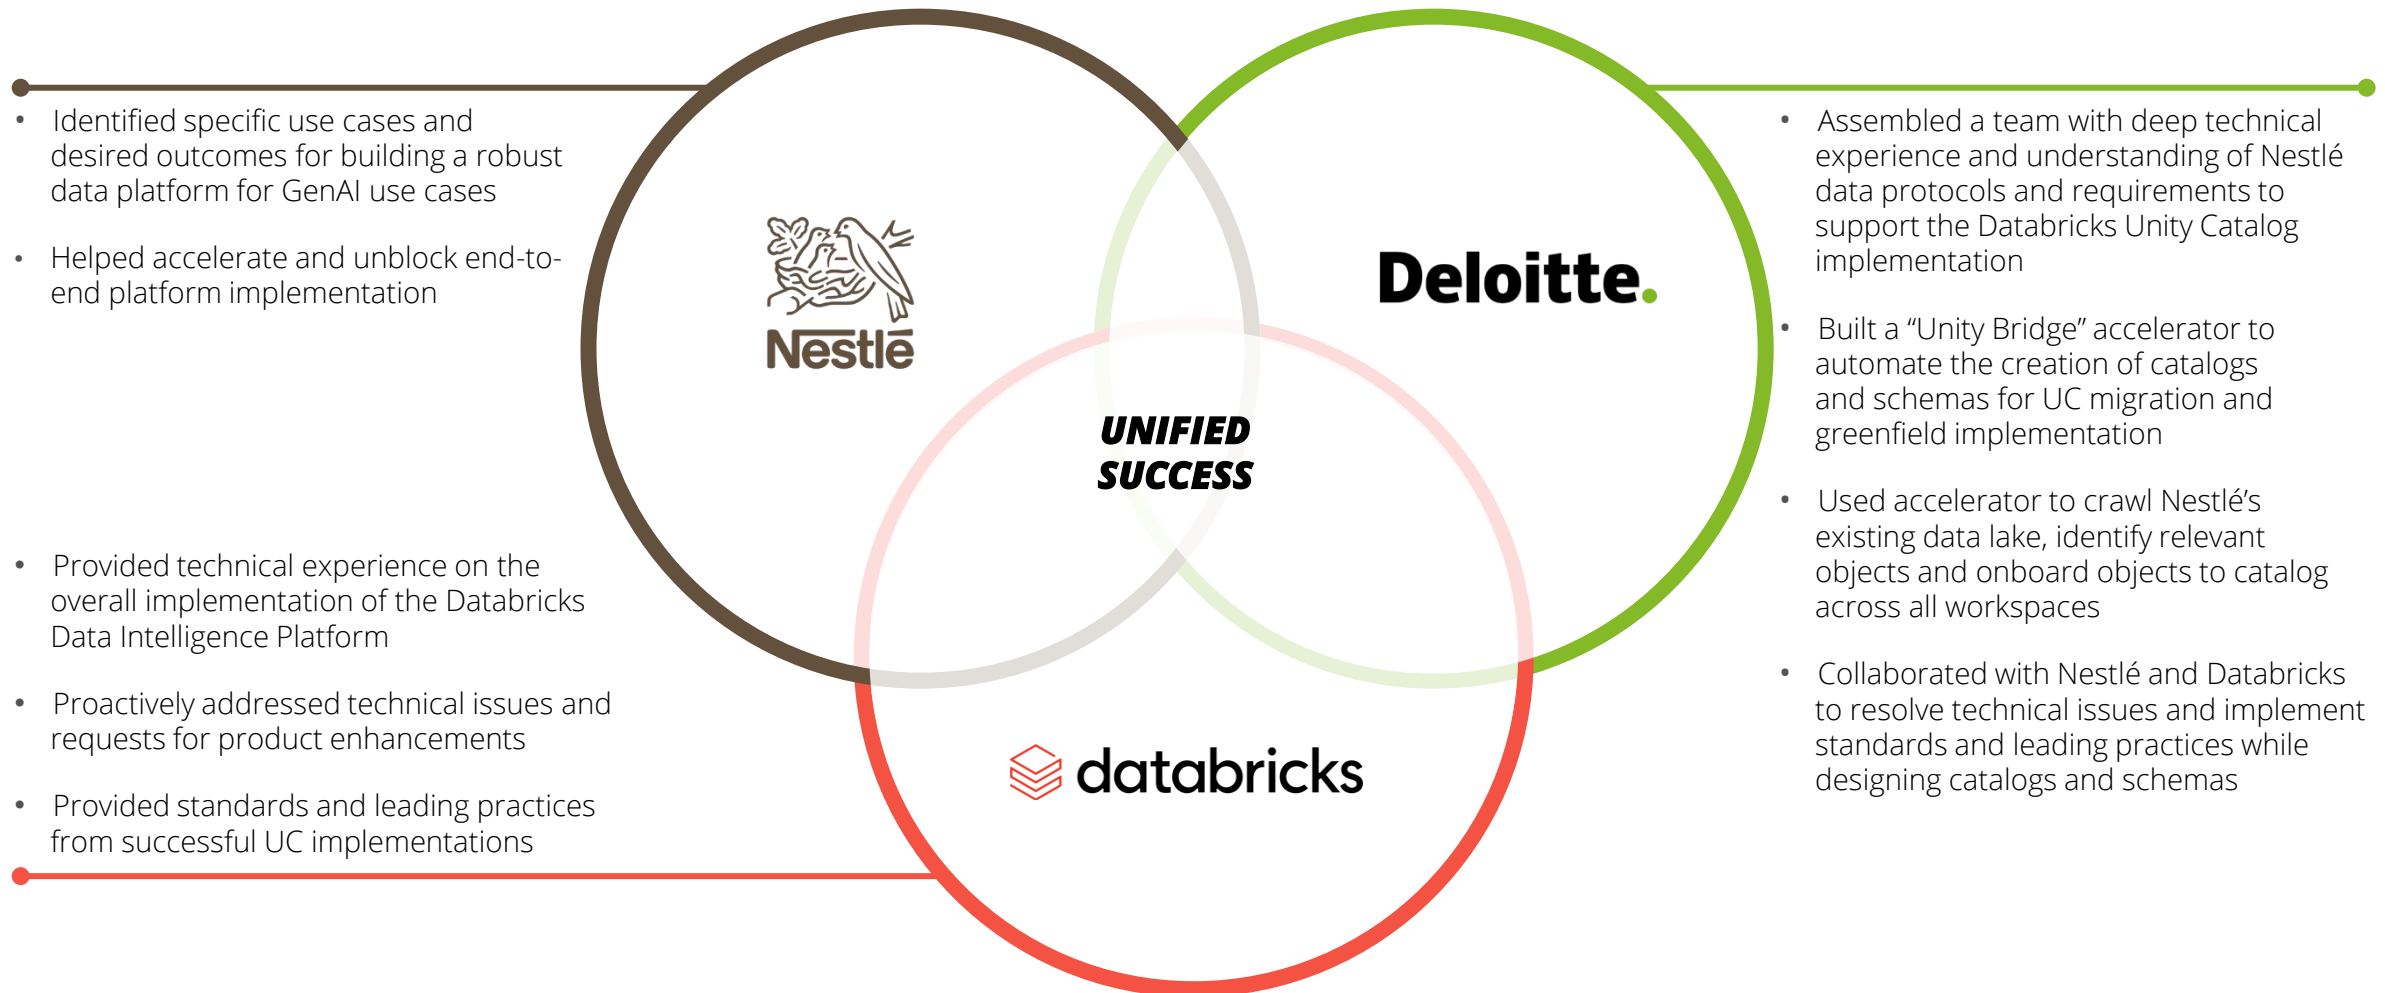 • Identified specific use cases and
desired outcomes for building a robust
data platform for GenAI use cases
• Helped accelerate and unblock end-to-
end platform implementation
Nestlé
Deloitte.
UNIFIED
SUCCESS
databricks
• Provided technical experience on the
overall implementation of the Databricks
Data Intelligence Platform
• Proactively addressed technical issues and
requests for product enhancements
• Provided standards and leading practices
from successful UC implementations
• Assembled a team with deep technical
experience and understanding of Nestlé
data protocols and requirements to
support the Databricks Unity Catalog
implementation
• Built a “Unity Bridge” accelerator to
automate the creation of catalogs
and schemas for UC migration and
greenfield implementation
• Used accelerator to crawl Nestlé’s
existing data lake, identify relevant
objects and onboard objects to catalog
across all workspaces
• Collaborated with Nestlé and Databricks
to resolve technical issues and implement
standards and leading practices while
designing catalogs and schemas